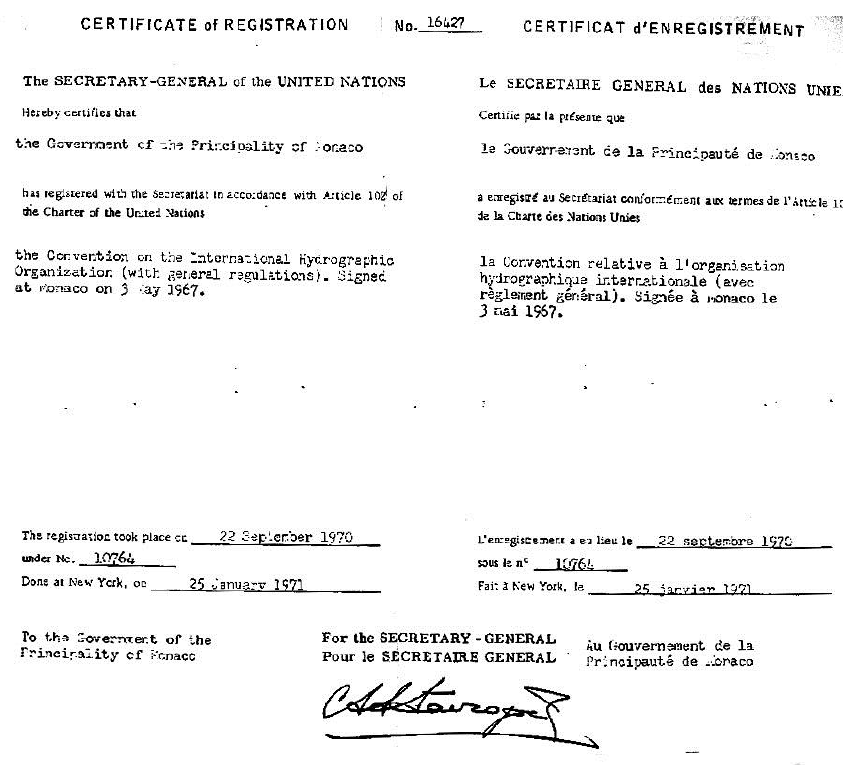 CERTIFICATE of REGISTRATION
No. 16427
CERTIFICAT d'ENREGISTREMENT
The SECRETARY-GENERAL of the UNITED NATIONS
Hereby certifies that
the Government of the Principality of Monaco
has registered with the Secretariat in accordance with Article 102 of
the Charter of the United Nations
the Convention on the International Hydrographic
Organization (with general regulations). Signed
at Monaco on 3 May 1967.
Le SECRETAIRE GENERAL des NATIONS UNIE
Certifie par la présente que
le Gouvernement de la Principauté de Monaco
a enregistré au Secrétariat conformément aux termes de l'Article 10
de la Charte des Nations Unies
la Convention relative à l'organisation
hydrographique internationale (avec
règlement général). Signée à Monaco le
3 mai 1967.
The registration took place on 22 September 1970
under No. 10764
Done at New York, on 25 January 1971
L'enregistrement a eu lieu le 22 septembre 1970
sous le n° 10764
Fait à New York, le 25 janvier 1971
To the Government of the
Principality of Monaco
For the SECRETARY-GENERAL
Pour le SECRÉTAIRE GENERAL
Au Gouvernement de la
Principauté de Monaco